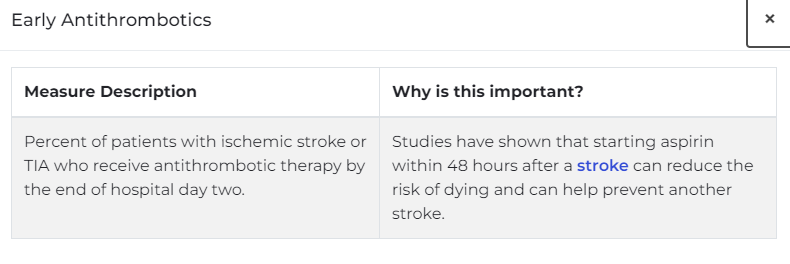 Early Antithrombotics
×
Measure Description
Why is this important?
Percent of patients with ischemic stroke or
TIA who receive antithrombotic therapy by
the end of hospital day two.
Studies have shown that starting aspirin
within 48 hours after a stroke can reduce the
risk of dying and can help prevent another
stroke.